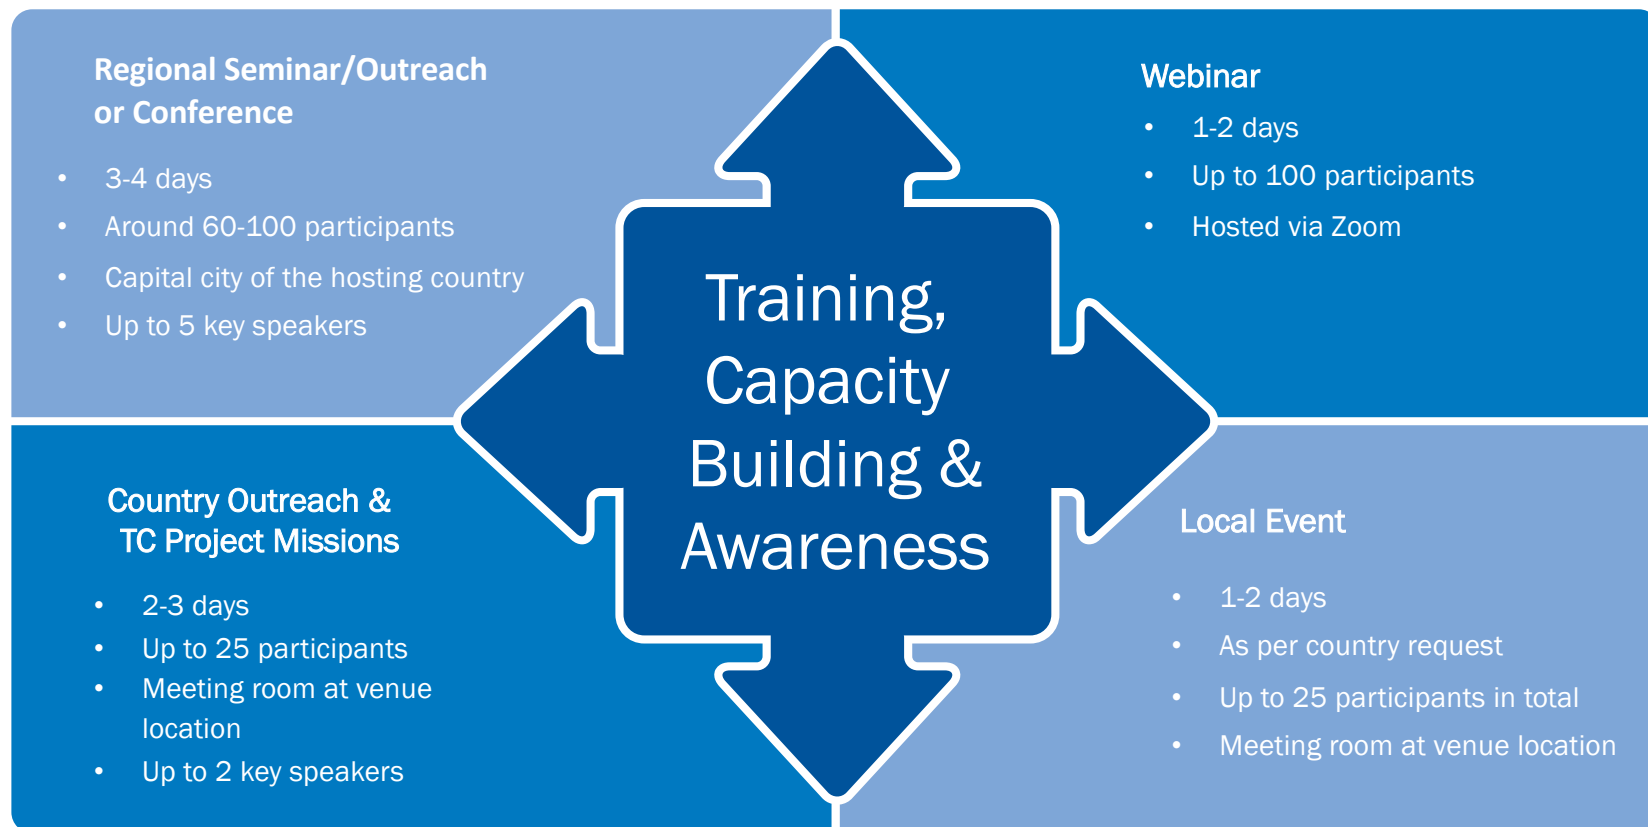 Regional Seminar/Outreach
or Conference
• 3-4 days
• Around 60-100 participants
• Capital city of the hosting country
• Up to 5 key speakers
Webinar
• 1-2 days
• Up to 100 participants
• Hosted via Zoom
Training,
Capacity
Building &
Awareness
Country Outreach &
TC Project Missions
• 2-3 days
• Up to 25 participants
• Meeting room at venue
location
• Up to 2 key speakers
Local Event
• 1-2 days
• As per country request
• Up to 25 participants in total
• Meeting room at venue location